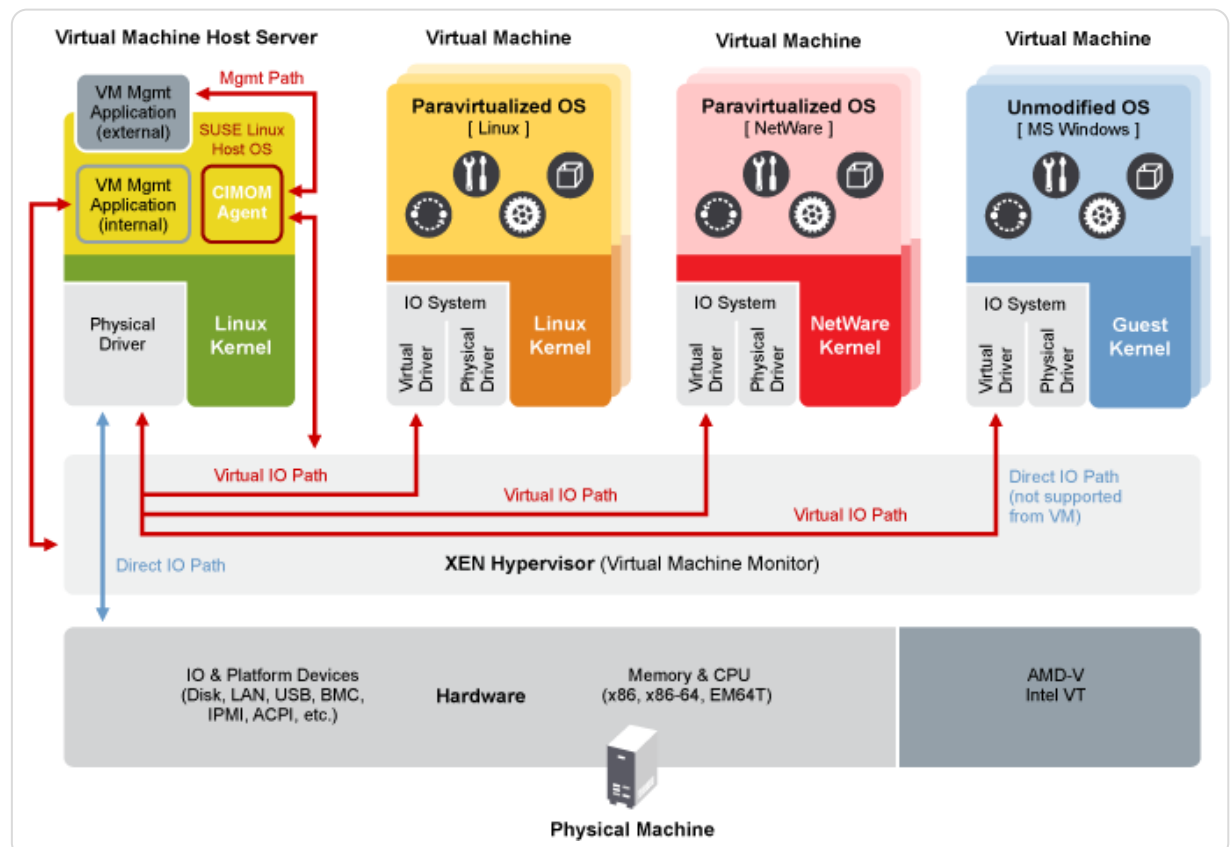 Virtual Machine Host Server
Virtual Machine
Virtual Machine
Virtual Machine
Mgmt Path
VM Mgmt
Application
(external)
SUSE Linux
Host OS
VM Mgmt
Application
(internal)
CIMOM
Agent
Physical
Driver
Linux
Kernel
Paravirtualized OS
[ Linux ]
IO System
Virtual
Driver
Physical
Driver
Linux
Kernel
Paravirtualized OS
[ NetWare ]
IO System
Virtual
Driver
Physical
Driver
NetWare
Kernel
Unmodified OS
[ MS Windows ]
IO System
Virtual
Driver
Physical
Driver
Guest
Kernel
Virtual IO Path
Virtual IO Path
Virtual IO Path
Direct IO Path
(not supported
from VM)
Direct IO Path
XEN Hypervisor (Virtual Machine Monitor)
IO & Platform Devices
(Disk, LAN, USB, BMC,
IPMI, ACPI, etc.)
Hardware
Memory & CPU
(x86, x86-64, EM64T)
AMD-V
Intel VT
Physical Machine